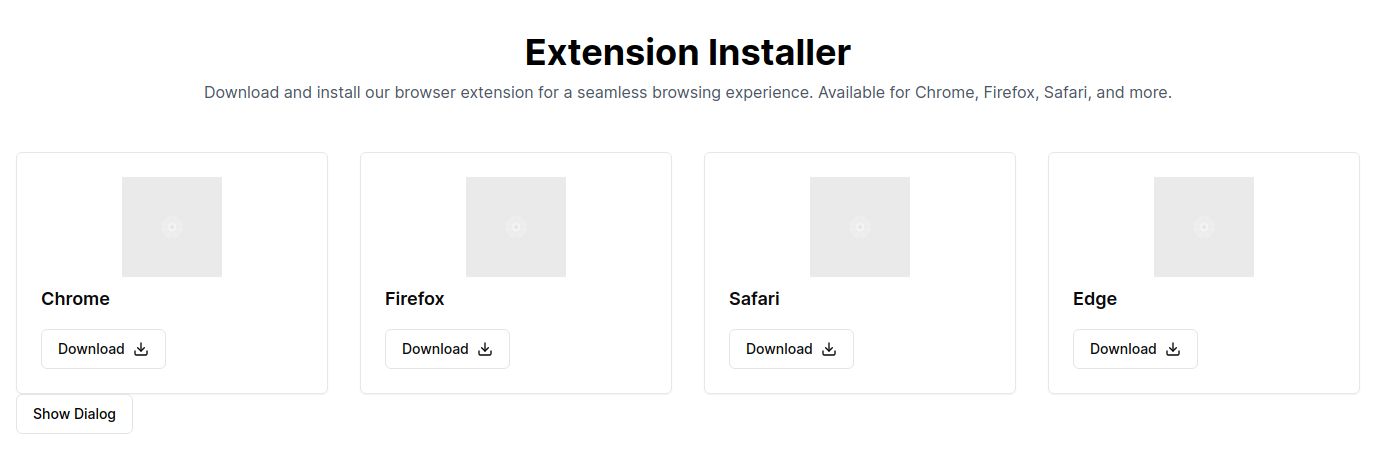 Extension Installer
Download and install our browser extension for a seamless browsing experience. Available for Chrome, Firefox, Safari, and more.
Chrome
Download
Firefox
Download
Safari
Download
Edge
Download
Show Dialog